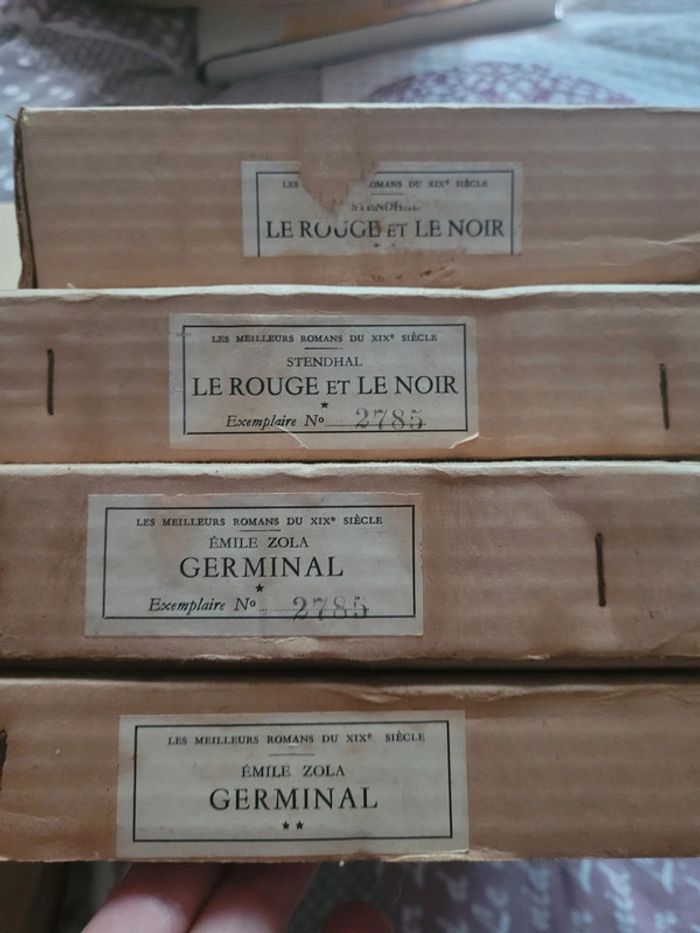 LES ROMANS DU XIXe SIÈCLE
STENDHAL
LE ROUGE ET LE NOIR
★ ★
LES MEILLEURS ROMANS DU XIXe SIÈCLE
STENDHAL
LE ROUGE ET LE NOIR
★
Exemplaire No 2785
LES MEILLEURS ROMANS DU XIXe SIÈCLE
ÉMILE ZOLA
GERMINAL
★
Exemplaire No 2785
LES MEILLEURS ROMANS DU XIXe SIÈCLE
ÉMILE ZOLA
GERMINAL
★★